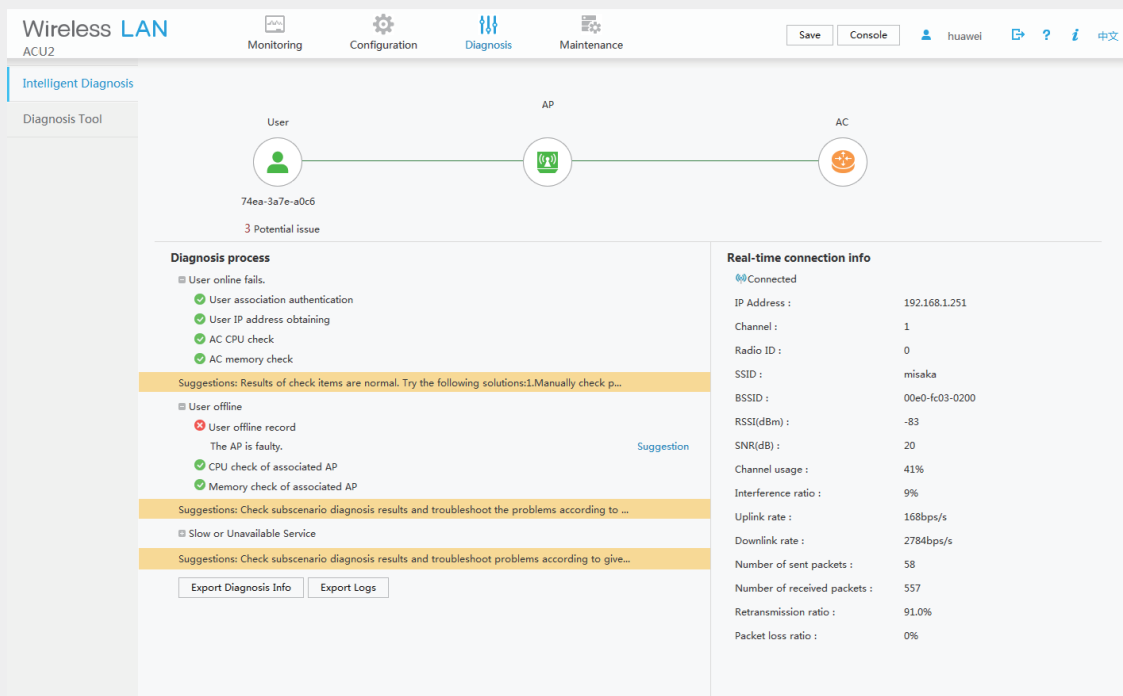 Wireless LAN
ACU2
Monitoring
Configuration
Diagnosis
Maintenance
Save
Console
huawei
?
i
中文
Intelligent Diagnosis
Diagnosis Tool
User
AP
AC
74ea-3a7e-a0c6
3 Potential issue
Diagnosis process
User online fails.
User association authentication
User IP address obtaining
AC CPU check
AC memory check
Suggestions: Results of check items are normal. Try the following solutions:1.Manually check p...
User offline
User offline record
The AP is faulty.
Suggestion
CPU check of associated AP
Memory check of associated AP
Suggestions: Check subscenario diagnosis results and troubleshoot the problems according to ...
Slow or Unavailable Service
Suggestions: Check subscenario diagnosis results and troubleshoot problems according to give...
Export Diagnosis Info
Export Logs
Real-time connection info
Connected
IP Address : 192.168.1.251
Channel : 1
Radio ID : 0
SSID : misaka
BSSID : 00e0-fc03-0200
RSSI(dBm) : -83
SNR(dB) : 20
Channel usage : 41%
Interference ratio : 9%
Uplink rate : 168bps/s
Downlink rate : 2784bps/s
Number of sent packets : 58
Number of received packets : 557
Retransmission ratio : 91.0%
Packet loss ratio : 0%